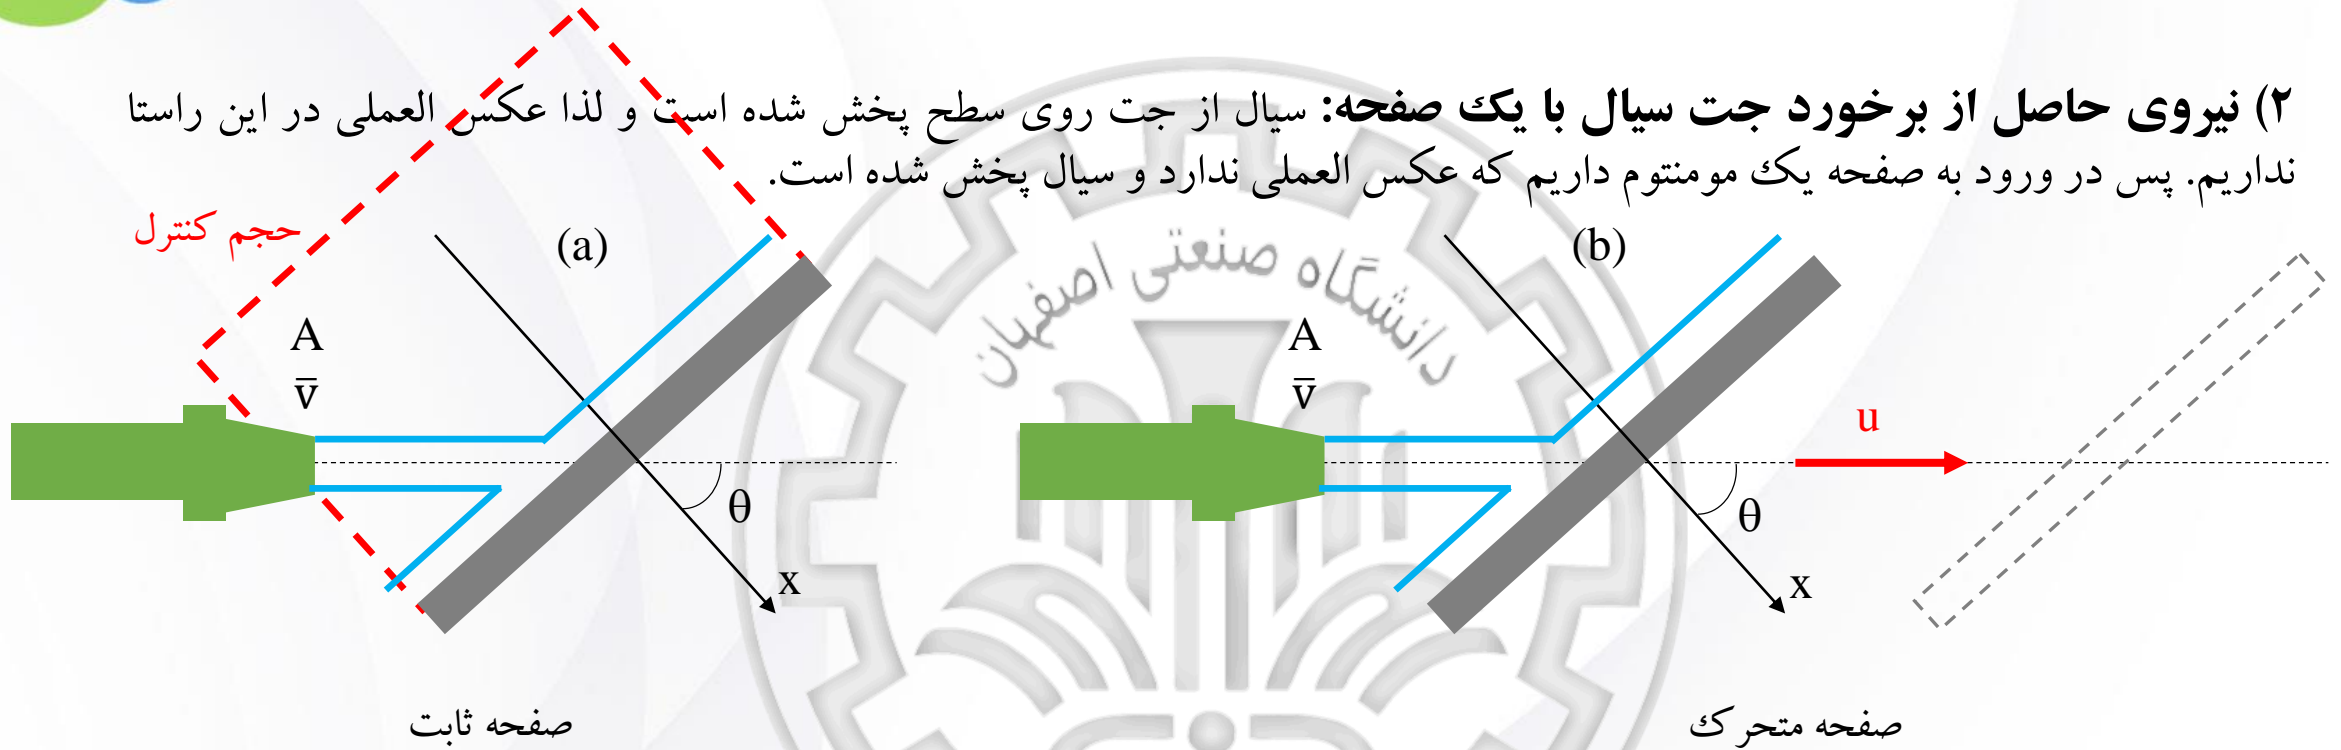 ۲) نیروی حاصل از برخورد جت سیال با یک صفحه: سیال از جت روی سطح پخش شده است و لذا عکس العملی در این راستا
نداریم. پس در ورود به صفحه یک مومنتوم داریم که عکس العملی ندارد و سیال پخش شده است.
حجم کنترل
(a)
(b)
دانشگاه صنعتی اصفهان
A
v̅
A
v̅
u
θ
θ
x
x
صفحه ثابت
صفحه متحرک